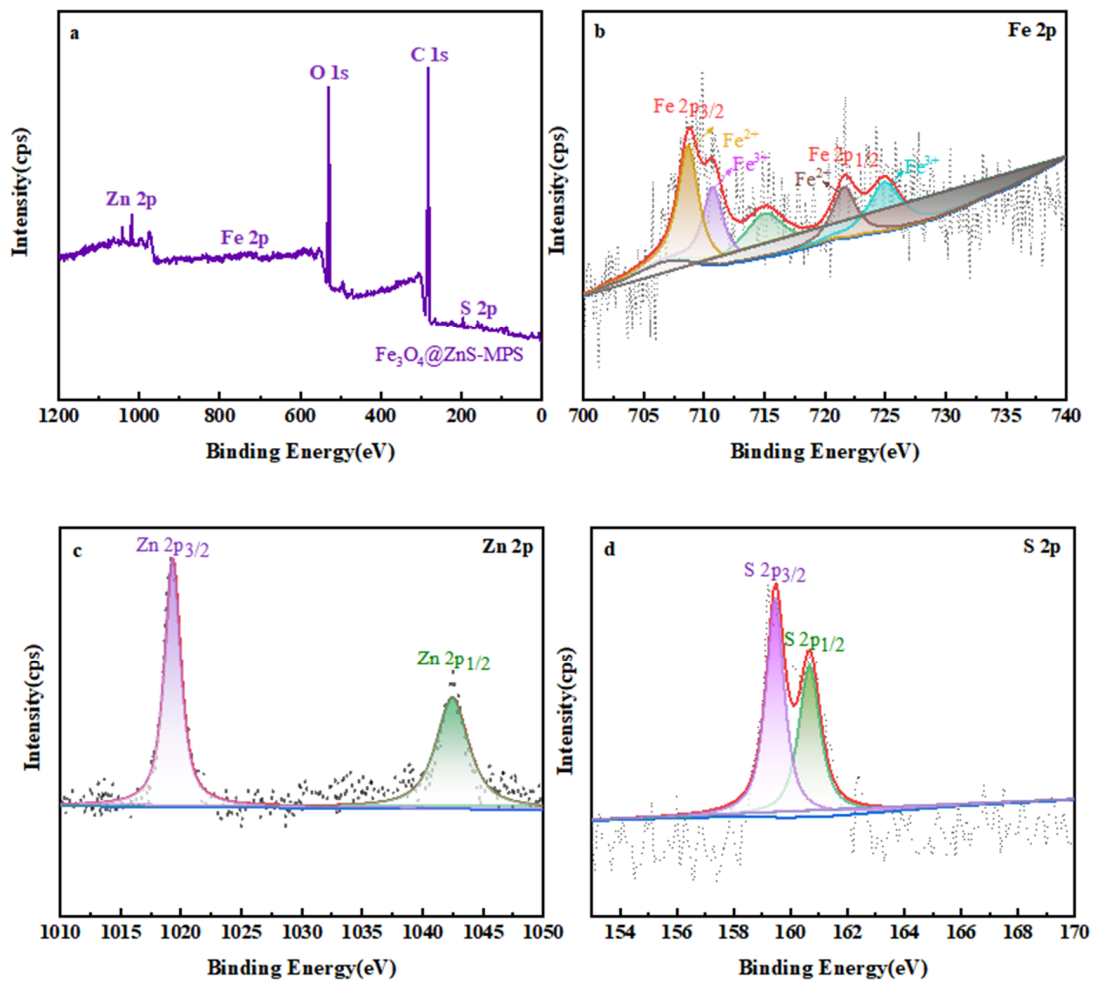 a
C 1s
O 1s
Zn 2p
Fe 2p
S 2p
Fe3O4@ZnS-MPS
Intensity(cps)
1200 1000 800 600 400 200 0
Binding Energy(eV)
b
Fe 2p
Fe 2p3/2
Fe2+
Fe3+
Fe 2p1/2
Fe2+
Fe3+
Intensity(cps)
700 705 710 715 720 725 730 735 740
Binding Energy(eV)
c
Zn 2p
Zn 2p3/2
Zn 2p1/2
Intensity(cps)
1010 1015 1020 1025 1030 1035 1040 1045 1050
Binding Energy(eV)
d
S 2p
S 2p3/2
S 2p1/2
Intensity(cps)
154 156 158 160 162 164 166 168 170
Binding Energy(eV)